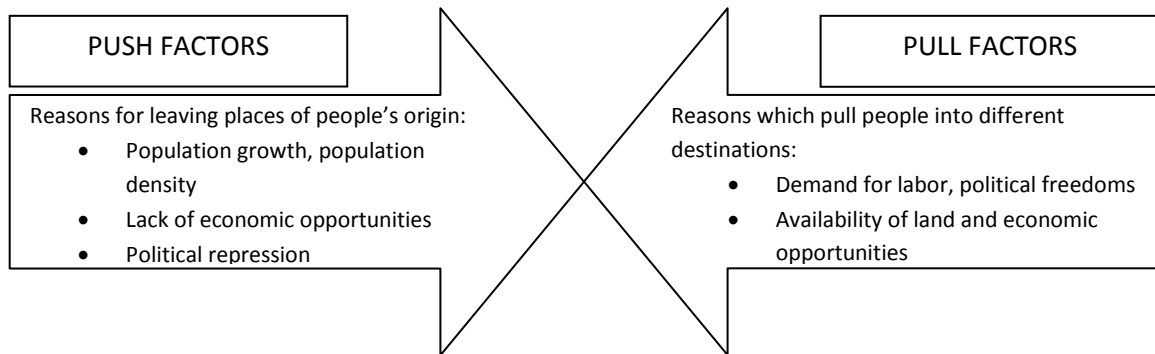 PUSH FACTORS
Reasons for leaving places of people's origin:
• Population growth, population
density
• Lack of economic opportunities
• Political repression
PULL FACTORS
Reasons which pull people into different
destinations:
• Demand for labor, political freedoms
• Availability of land and economic
opportunities